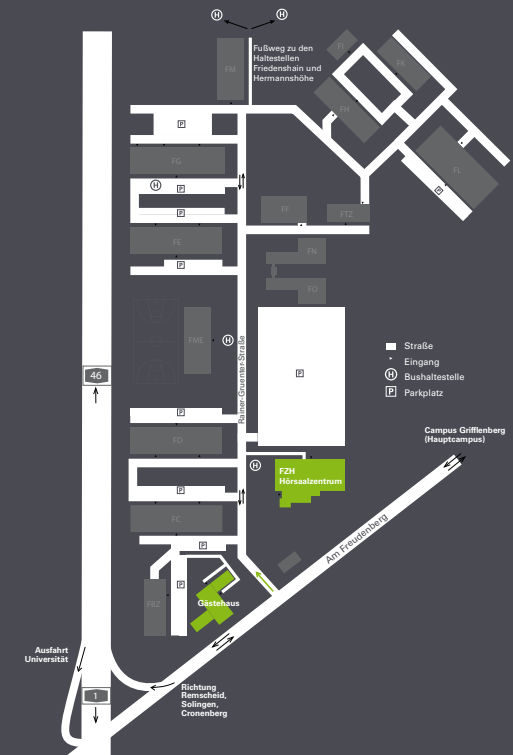 H
H
Fußweg zu den
Haltestellen
Friedenshain und
Hermannshöhe
FM
FI
FK
FH
P
FG
FL
H
P
P
P
FF
FTZ
FE
FN
P
FO
FME
H
Rainer-Gruenter-Straße
P
Straße
Eingang
H Bushaltestelle
P Parkplatz
46
P
Campus Grifflenberg
(Hauptcampus)
FD
H
FZH
Hörsaalzentrum
P
FC
Am Freudenberg
P
P
FBZ
Gästehaus
Ausfahrt
Universität
Richtung
Remscheid,
Solingen,
Cronenberg
1